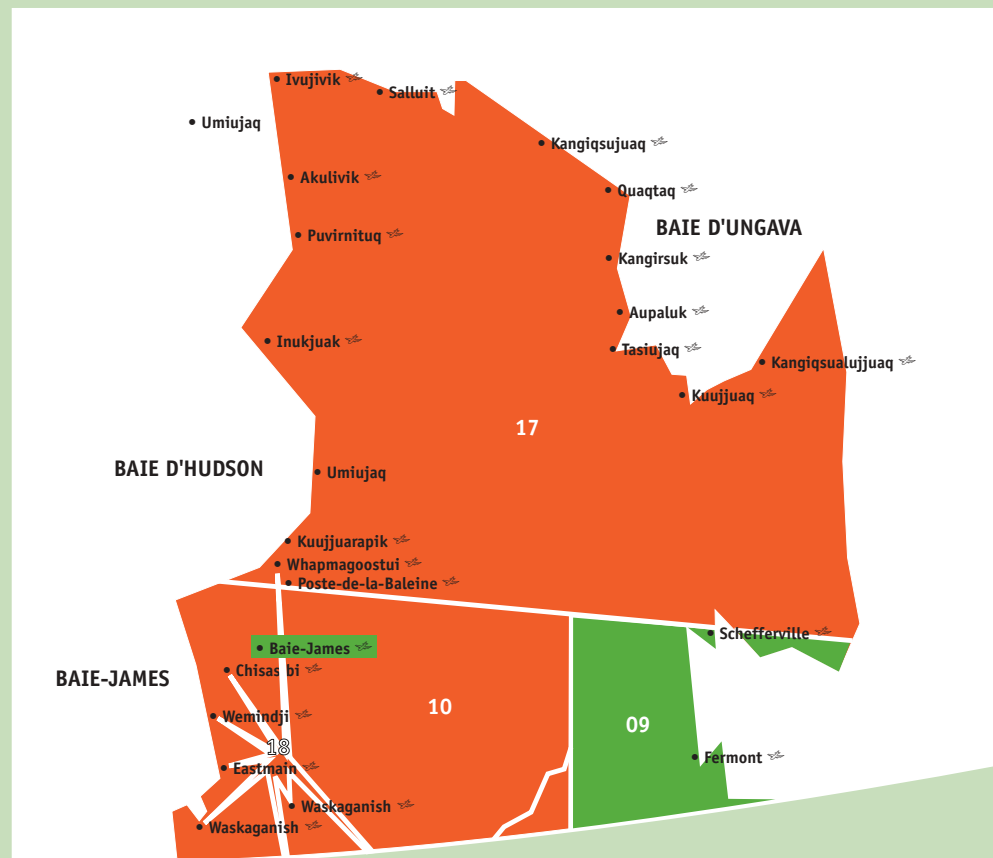 Ivujivik
Salluit
Umiujaq
Kangiqsujuaq
Akulivik
Quaqtaq
BAIE D'UNGAVA
Puvirnituq
Kangirsuk
Aupaluk
Inukjuak
Tasiujaq
Kangiqsualujjuaq
Kuujjuaq
17
BAIE D'HUDSON
Umiujaq
Kuujjuarapik
Whapmagoostui
Poste-de-la-Baleine
Schefferville
Baie-James
Chisasibi
BAIE-JAMES
10
Wemindji
09
18
Fermont
Eastmain
Waskaganish
Waskaganish